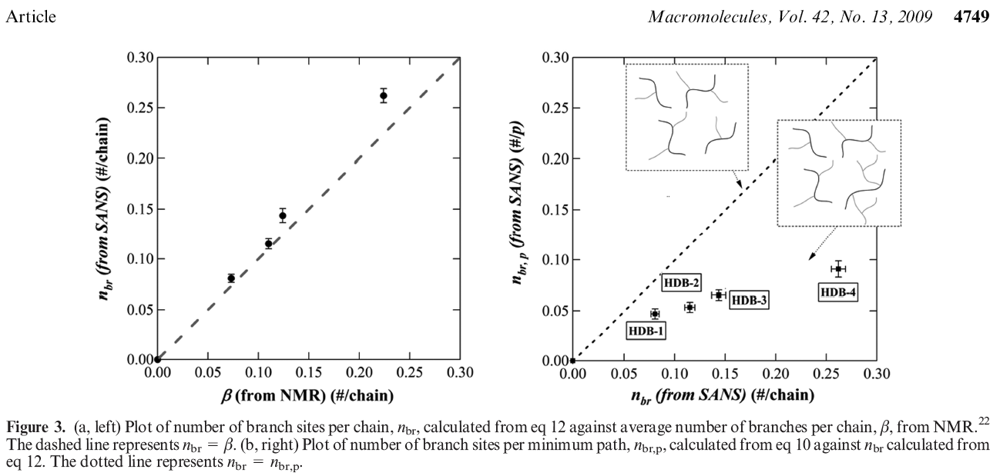 Article
Macromolecules, Vol. 42, No. 13, 2009 4749
0.30
0.25
0.20
0.15
0.10
0.05
0.00
n_br (from SANS) (#/chain)
0.00 0.05 0.10 0.15 0.20 0.25 0.30
β (from NMR) (#/chain)
0.30
0.25
0.20
0.15
0.10
0.05
0.00
n_br, p (from SANS) (#/p)
HDB-2
HDB-3
HDB-4
HDB-1
0.00 0.05 0.10 0.15 0.20 0.25 0.30
n_br (from SANS) (#/chain)
Figure 3. (a, left) Plot of number of branch sites per chain, n_br, calculated from eq 12 against average number of branches per chain, β, from NMR.²²
The dashed line represents n_br = β. (b, right) Plot of number of branch sites per minimum path, n_br,p, calculated from eq 10 against n_br calculated from
eq 12. The dotted line represents n_br = n_br,p.